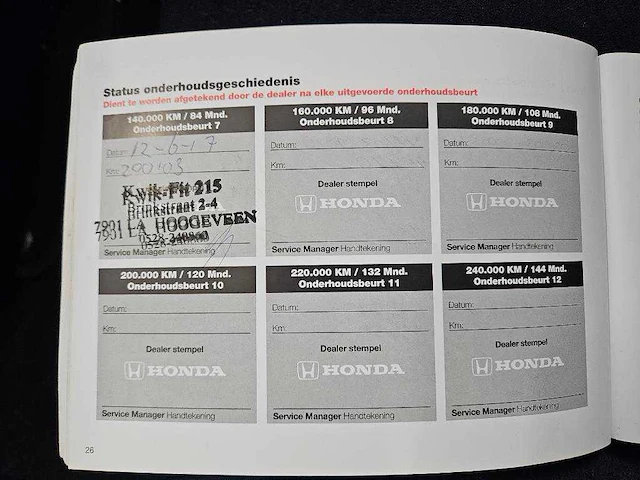 Status onderhoudsgeschiedenis
Dient te worden afgetekend door de dealer na elke uitgevoerde onderhoudsbeurt
140.000 KM / 84 Mnd.
Onderhoudsbeurt 7
Datum: 12-6-17
Km: 200103
Kwik-Fit 215
Brinkstraat 2-4
7901 LA HOOGEVEEN
Service Manager Handtekening
160.000 KM / 96 Mnd.
Onderhoudsbeurt 8
Datum:
Km:
Dealer stempel
HONDA
Service Manager Handtekening
180.000 KM / 108 Mnd.
Onderhoudsbeurt 9
Datum:
Km:
Dealer stempel
HONDA
Service Manager Handtekening
200.000 KM / 120 Mnd.
Onderhoudsbeurt 10
Datum:
Km:
Dealer stempel
HONDA
Service Manager Handtekening
220.000 KM / 132 Mnd.
Onderhoudsbeurt 11
Datum:
Km:
Dealer stempel
HONDA
Service Manager Handtekening
240.000 KM / 144 Mnd.
Onderhoudsbeurt 12
Datum:
Km:
Dealer stempel
HONDA
Service Manager Handtekening
26